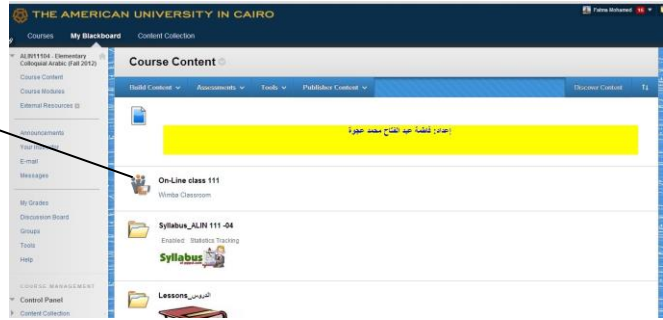 THE AMERICAN UNIVERSITY IN CAIRO
Fatma Mohamed 10
Courses My Blackboard Content Collection
ALIN11104 - Elementary Colloquial Arabic (Fall 2012)
Course Content
Course Modules
External Resources
Announcements
E-mail
Messages
My Grades
Discussion Board
Groups
Tools
Help
COURSE MANAGEMENT
Control Panel
Content Collection
Course Content
Build Content Assessments Tools Publisher Content Discover Content
إعداد: فاطمة عبد الفتاح محمد عجوة
On-Line class 111
Wimba Classroom
Syllabus_ALIN 111 -04
Enabled: Statistics Tracking
Syllabus
Lessons_الدروس